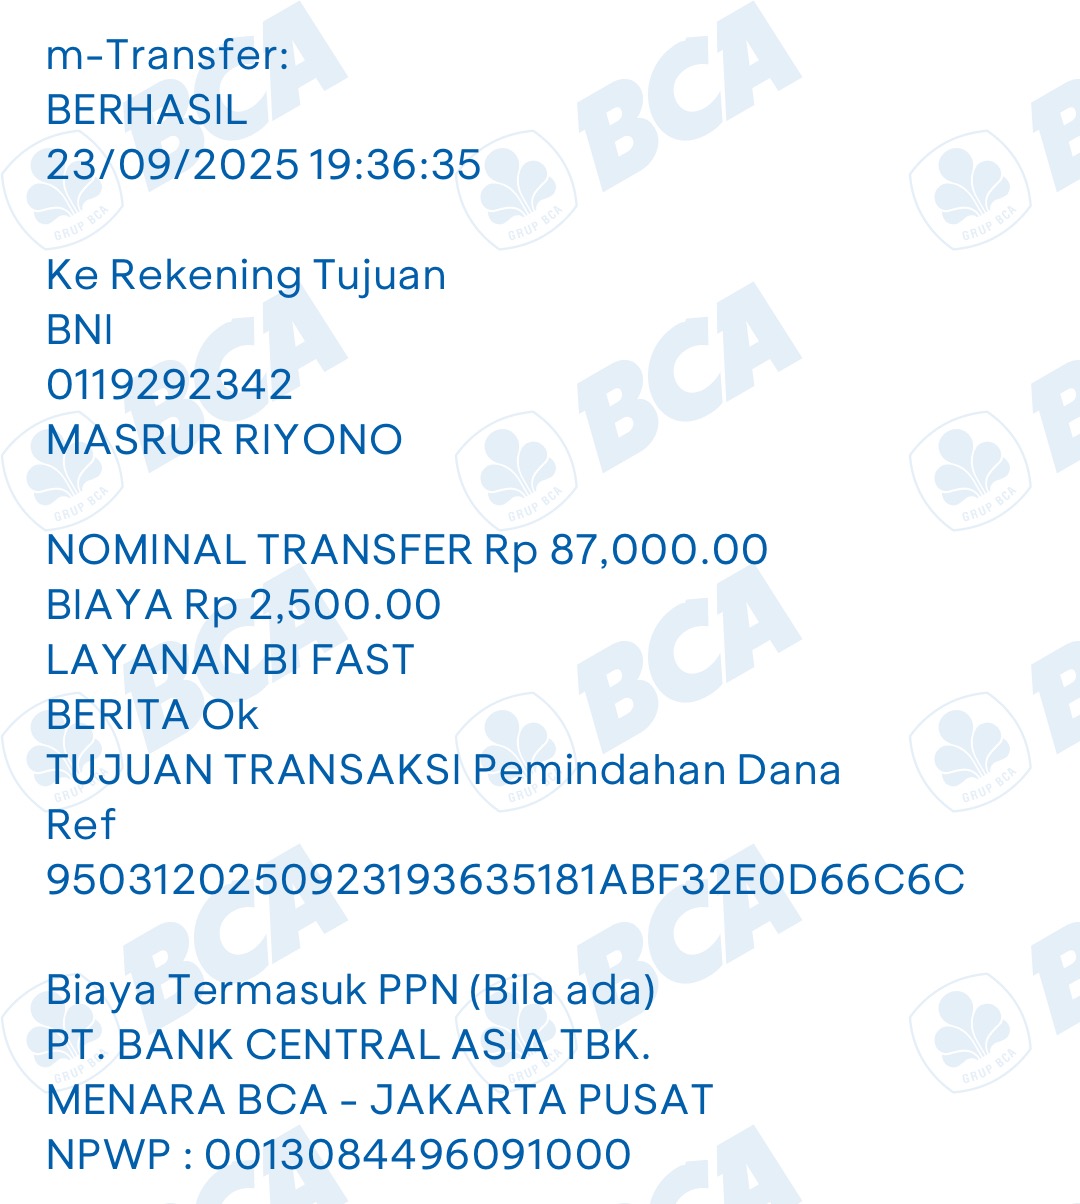 m-Transfer:
BERHASIL
23/09/2025 19:36:35
Ke Rekening Tujuan
BNI
0119292342
MASRUR RIYONO
NOMINAL TRANSFER Rp 87,000.00
BIAYA Rp 2,500.00
LAYANAN BI FAST
BERITA Ok
TUJUAN TRANSAKSI Pemindahan Dana
Ref
95031202509231936351​81ABF32E0D66C6C
Biaya Termasuk PPN (Bila ada)
PT. BANK CENTRAL ASIA TBK.
MENARA BCA - JAKARTA PUSAT
NPWP : 0013084496091000